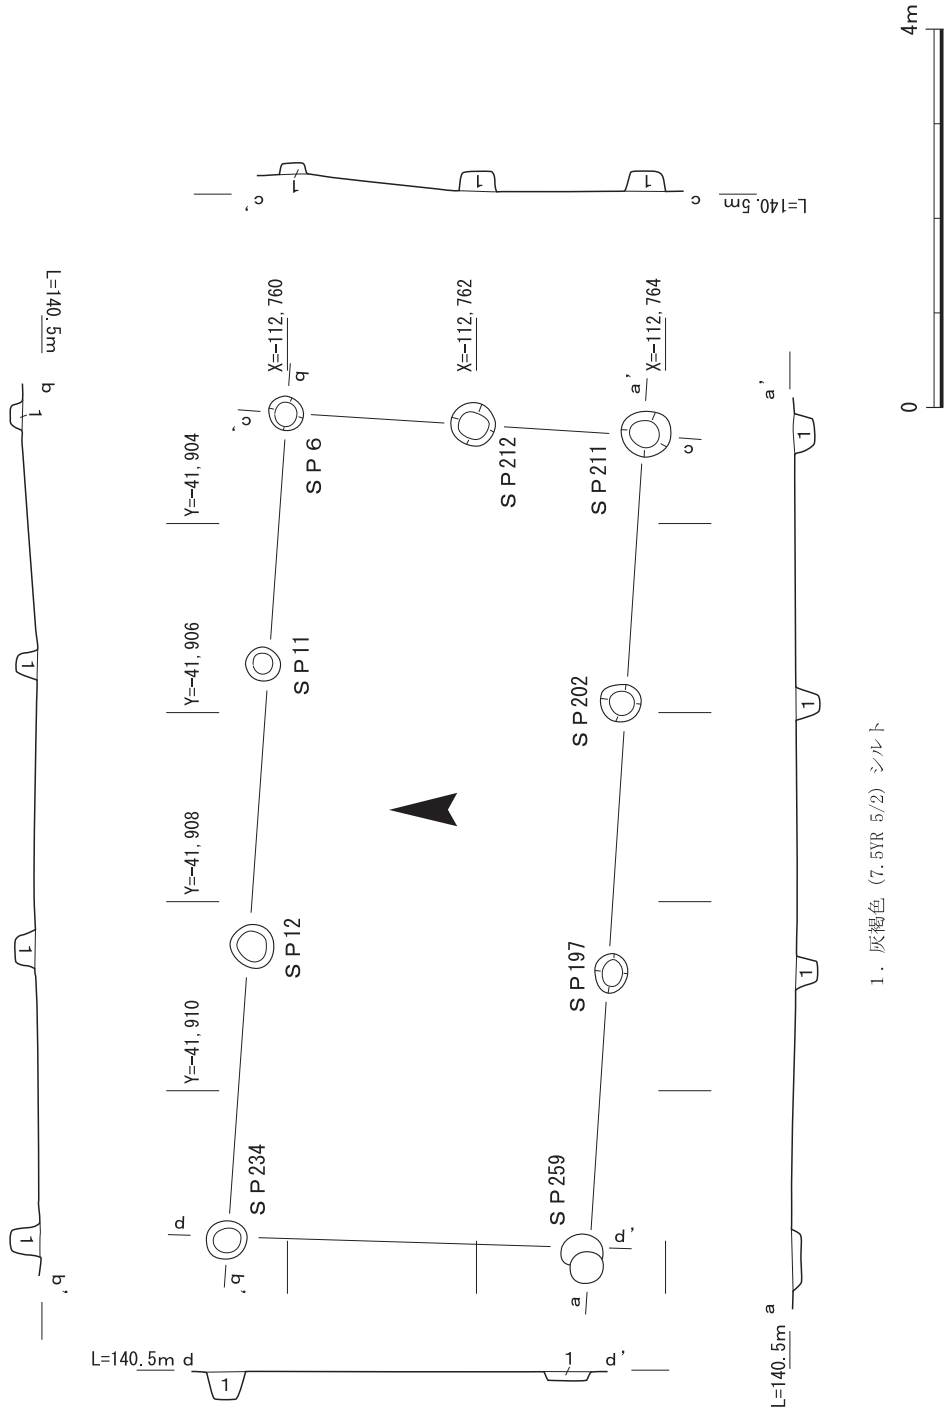 4m
0
c'
1
1
1
c
L=140.5m
L=140.5m
b
1
1
1
1
b'
X=-112,760
X=-112,762
X=-112,764
b
c'
a'
c
Y=-41,904
Y=-41,906
Y=-41,908
Y=-41,910
SP6
SP212
SP211
SP11
SP202
SP12
SP197
SP234
SP259
d
d'
b'
a
a'
1
1
1
a
L=140.5m
L=140.5m d
1
1
d'
1. 灰褐色 (7.5YR 5/2) シルト